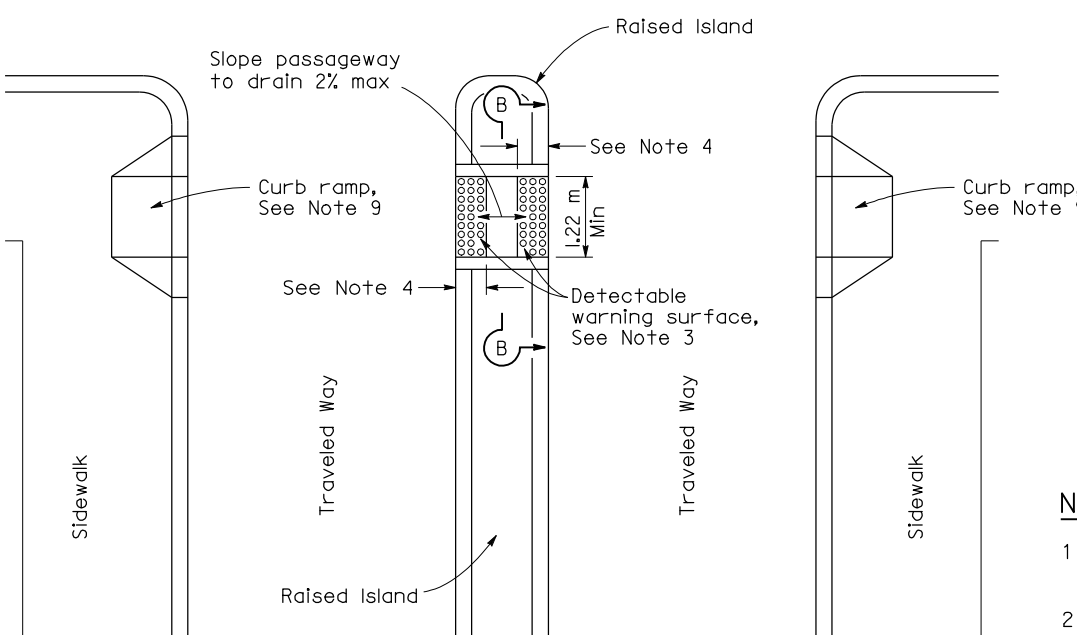 Raised Island
Slope passageway
to drain 2% max
B
See Note 4
Curb ramp,
See Note 9
1.22 m
Min
Curb ramp,
See Note
See Note 4
Detectable
warning surface,
See Note 3
B
Traveled Way
Traveled Way
Sidewalk
Sidewalk
N
1
Raised Island
2